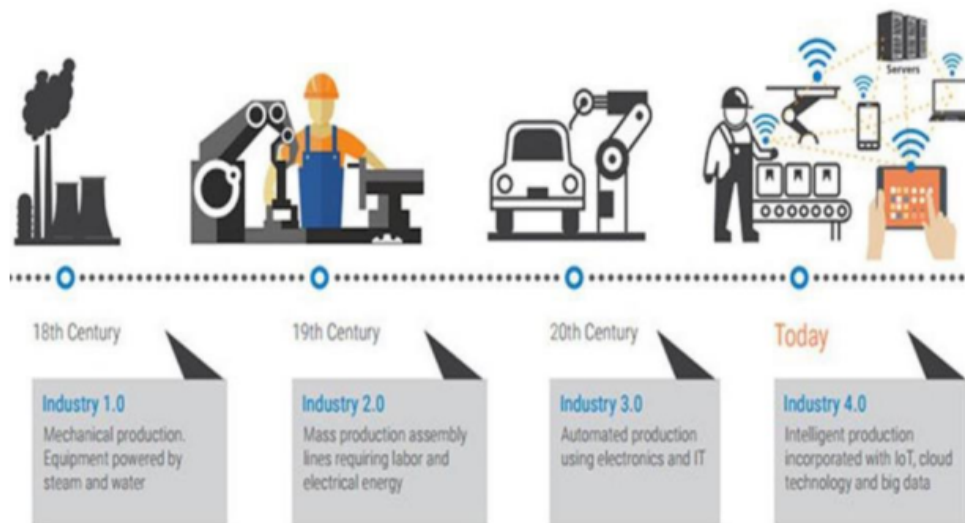 Servers
18th Century
19th Century
20th Century
Today
Industry 1.0
Mechanical production.
Equipment powered by
steam and water
Industry 2.0
Mass production assembly
lines requiring labor and
electrical energy
Industry 3.0
Automated production
using electronics and IT
Industry 4.0
Intelligent production
incorporated with IoT, cloud
technology and big data